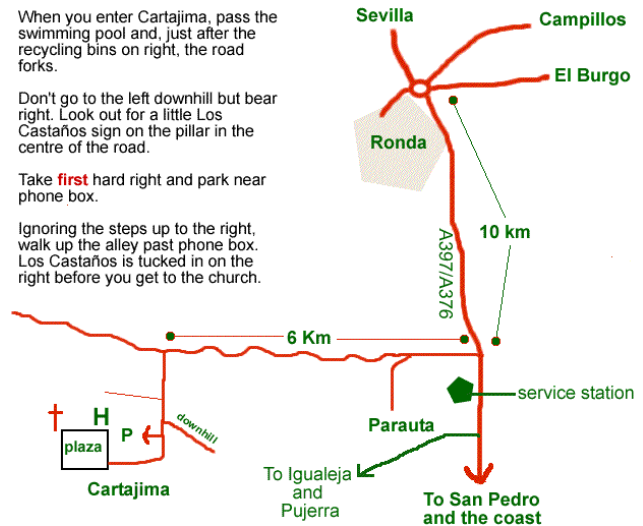 When you enter Cartajima, pass the
swimming pool and, just after the
recycling bins on right, the road
forks.
Don't go to the left downhill but bear
right. Look out for a little Los
Castaños sign on the pillar in the
centre of the road.
Take first hard right and park near
phone box.
Ignoring the steps up to the right,
walk up the alley past phone box.
Los Castaños is tucked in on the
right before you get to the church.
Sevilla
Campillos
El Burgo
Ronda
10 km
A397/A376
6 Km
service station
Parauta
H
P
downhill
plaza
Cartajima
To Igualeja
and
Pujerra
To San Pedro
and the coast